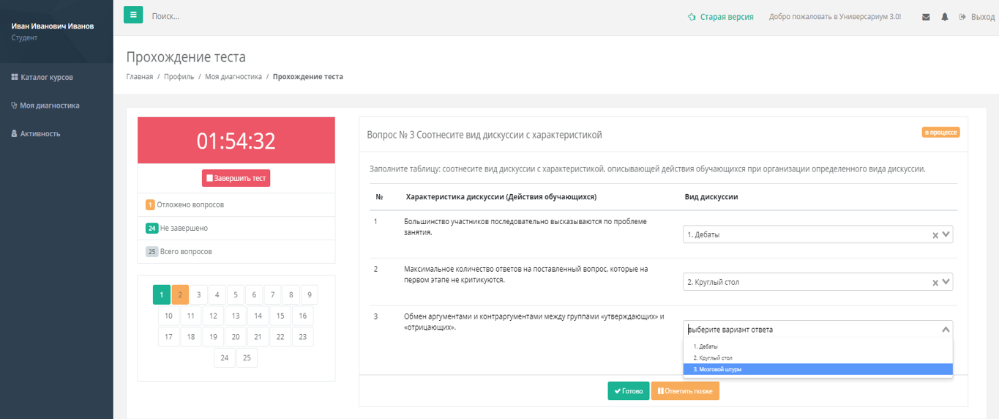 Иван Иванович Иванов
Студент
Каталог курсов
Моя диагностика
Активность
Поиск...
Старая версия
Добро пожаловать в Универсариум 3.0!
Выход
Прохождение теста
Главная / Профиль / Моя диагностика / Прохождение теста
01:54:32
Завершить тест
1 Отложено вопросов
24 Не завершено
25 Всего вопросов
1 2 3 4 5 6 7 8 9
10 11 12 13 14 15 16
17 18 19 20 21 22 23
24 25
Вопрос № 3 Соотнесите вид дискуссии с характеристикой
в процессе
Заполните таблицу: соотнесите вид дискуссии с характеристикой, описывающей действия обучающихся при организации определенного вида дискуссии.
№ Характеристика дискуссии (Действия обучающихся) Вид дискуссии
1 Большинство участников последовательно высказываются по проблеме
занятия.
1. Дебаты
2 Максимальное количество ответов на поставленный вопрос, которые на
первом этапе не критикуются.
2. Круглый стол
3 Обмен аргументами и контраргументами между группами «утверждающих» и
«отрицающих».
выберите вариант ответа
1. Дебаты
2. Круглый стол
3. Мозговой штурм
Готово
Ответить позже